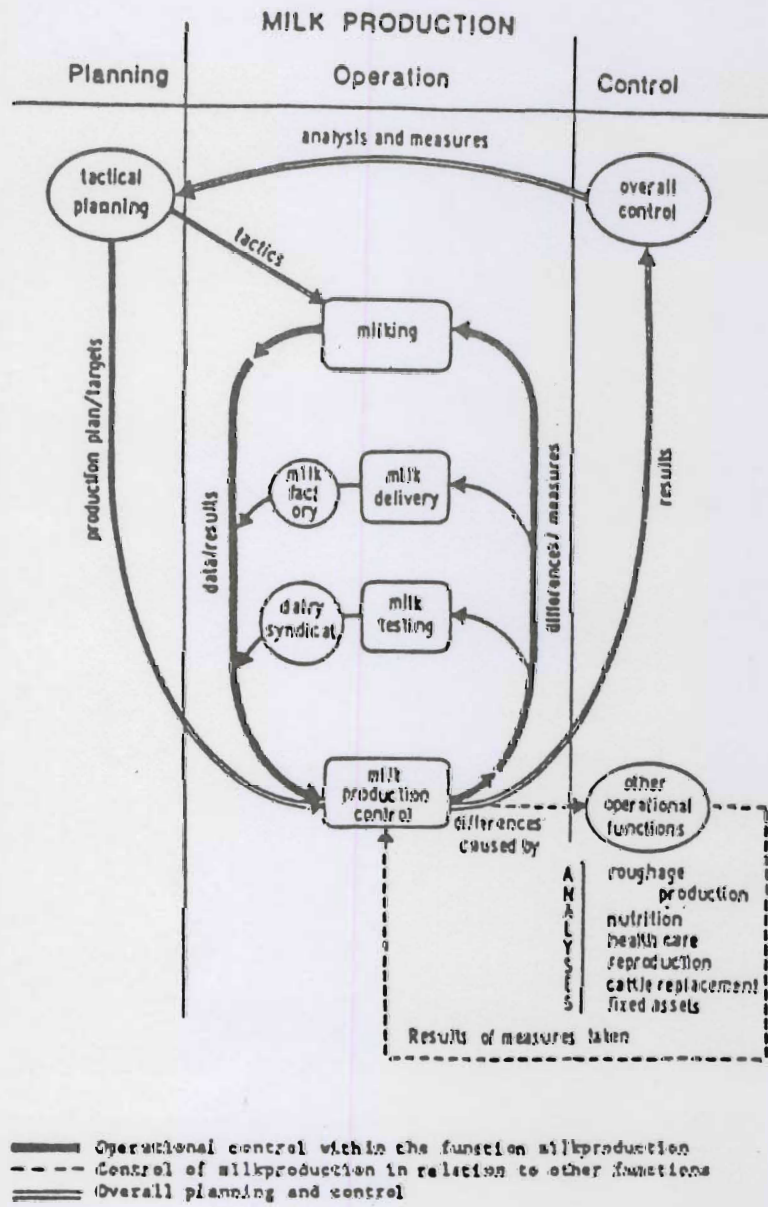 MILK PRODUCTION
Planning
Operation
Control
analysis and measures
tactical
planning
overall
control
tactics
milking
production plan/targets
data/results
milk
fact
ory
milk
delivery
differences/ measures
results
dairy
syndicat
milk
testing
milk
production
control
differences
caused by
other
operational
functions
ANALYSES
roughage
production
nutrition
health care
reproduction
cattle replacement
fixed assets
Results of measures taken
Operational control within the function milkproduction
Control of milkproduction in relation to other functions
Overall planning and control